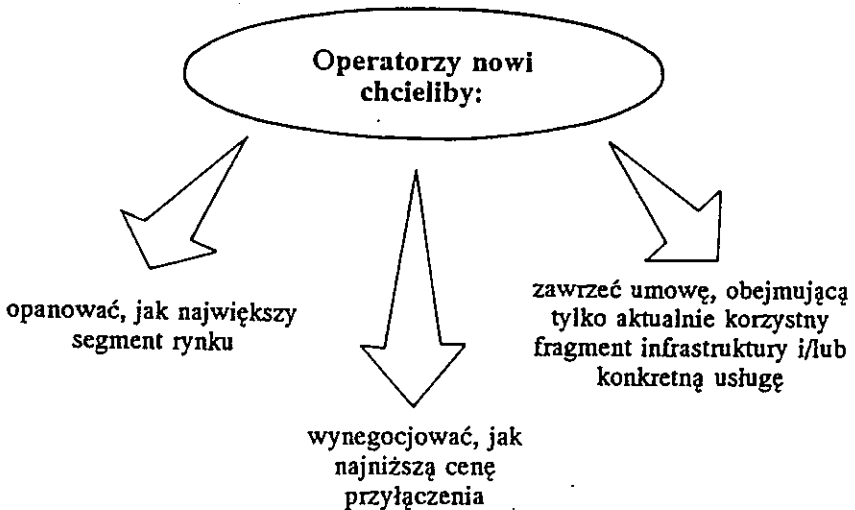 Operatorzy nowi
chcieliby:
opanować, jak największy
segment rynku
wynegocjować, jak
najniższą cenę
przyłączenia
zawrzeć umowę, obejmującą
tylko aktualnie korzystny
fragment infrastruktury i/lub
konkretną usługę